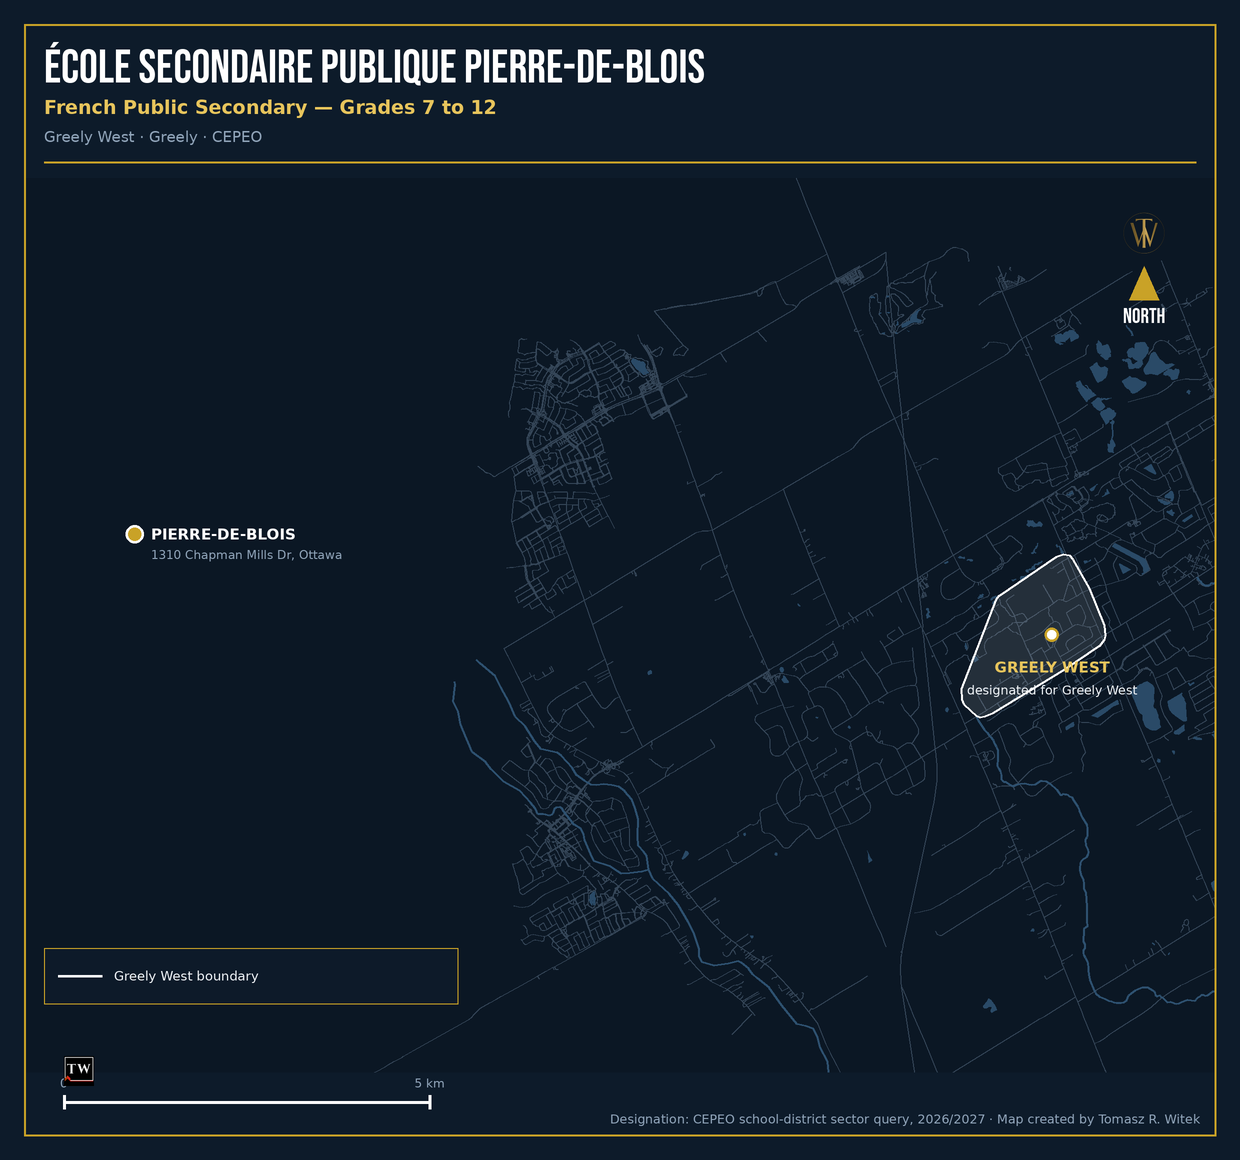 ÉCOLE SECONDAIRE PUBLIQUE PIERRE-DE-BLOIS
French Public Secondary — Grades 7 to 12
Greely West · Greely · CEPEO
TW
NORTH
PIERRE-DE-BLOIS
1310 Chapman Mills Dr, Ottawa
GREELY WEST
designated for Greely West
Greely West boundary
TW
0 5 km
Designation: CEPEO school-district sector query, 2026/2027 · Map created by Tomasz R. Witek